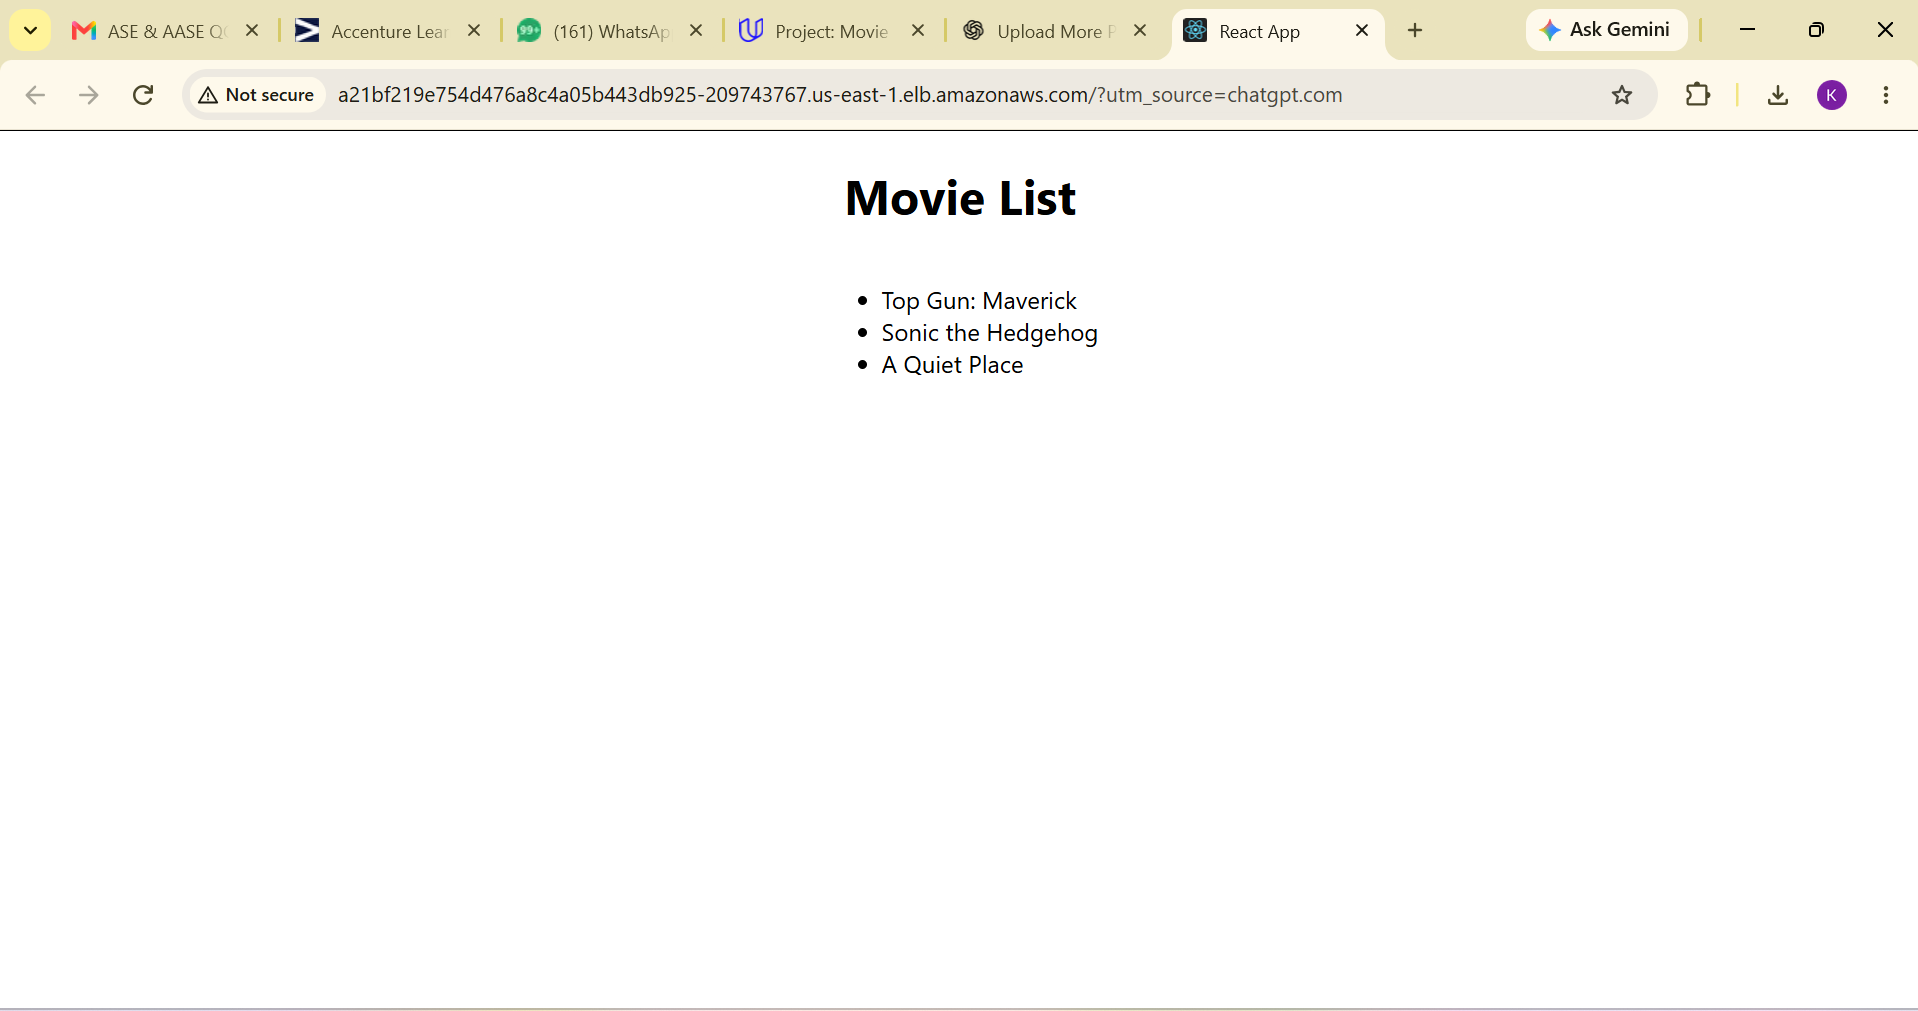 ASE & AASE Q
Accenture Lear
99+
(161) WhatsAp
Project: Movie
Upload More P
React App
Ask Gemini
Not secure
a21bf219e754d476a8c4a05b443db925-209743767.us-east-1.elb.amazonaws.com/?utm_source=chatgpt.com
K
Movie List
Top Gun: Maverick
Sonic the Hedgehog
A Quiet Place